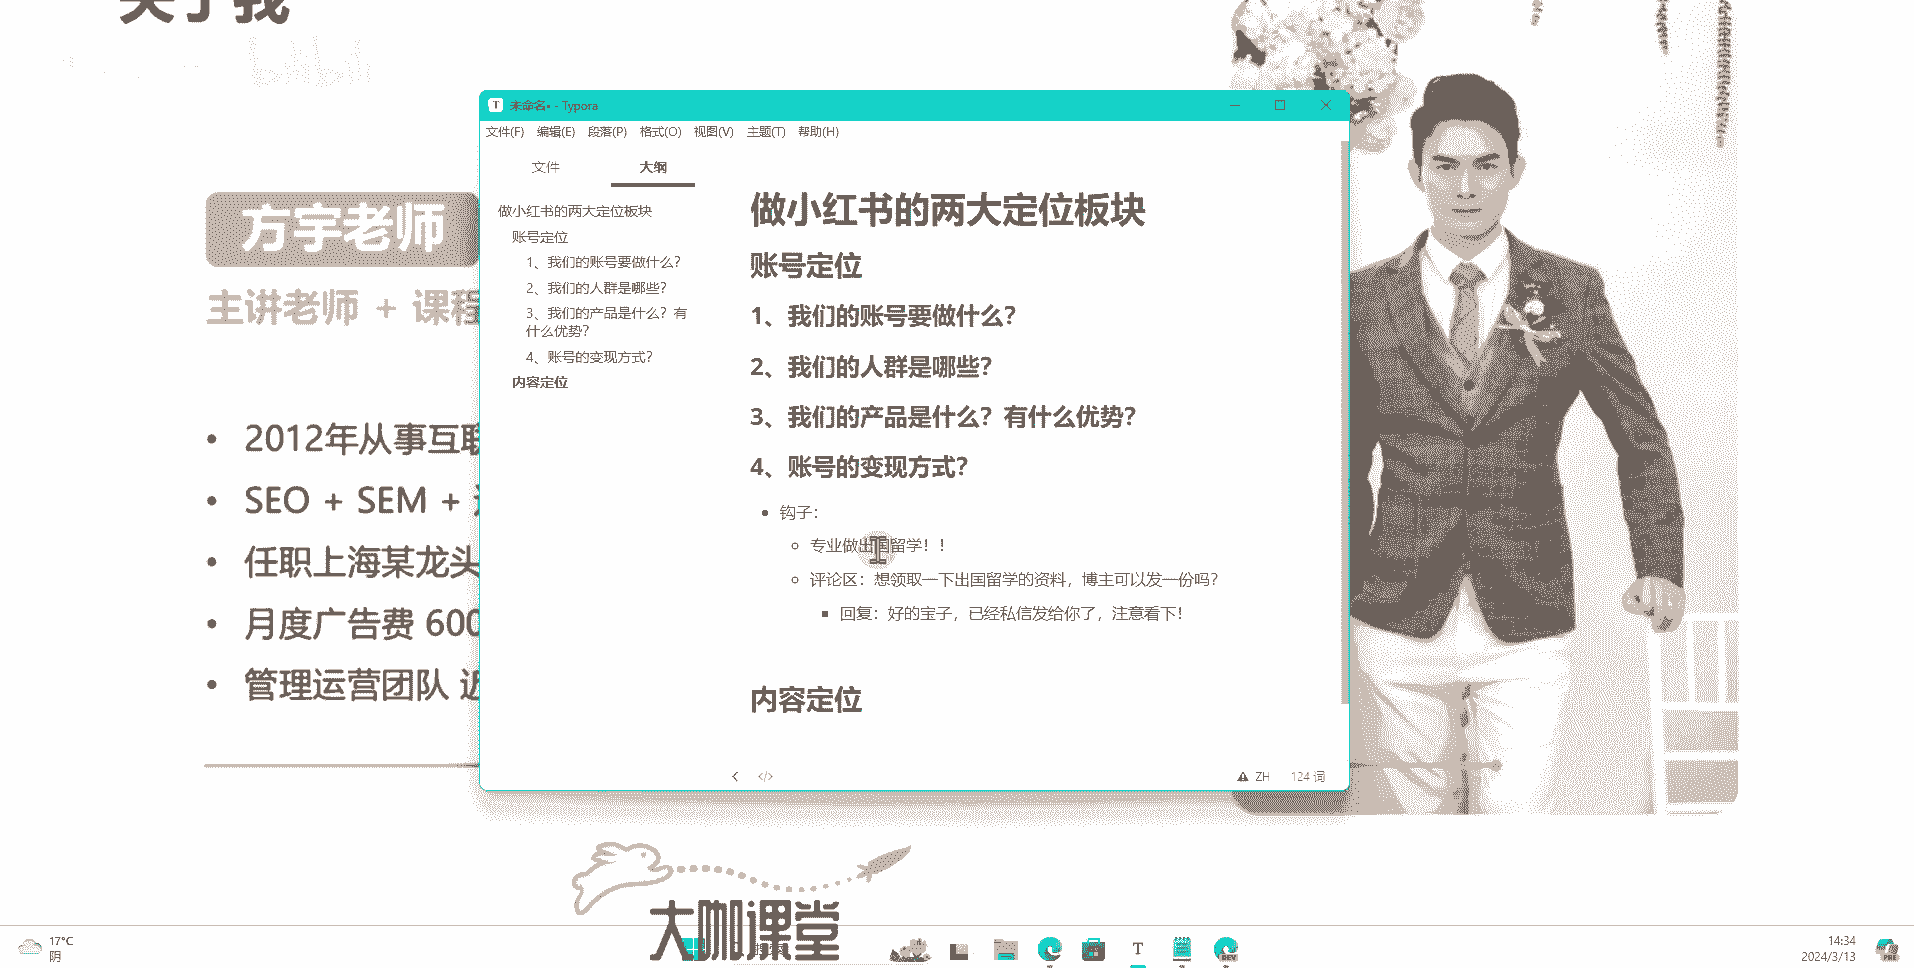 关于我
bilibili
方宇老师
主讲老师 + 课程
• 2012年从事互联
• SEO + SEM +
• 任职上海某龙头
• 月度广告费 600
• 管理运营团队 近
未命名• - Typora
文件(F) 编辑(E) 段落(P) 格式(O) 视图(V) 主题(T) 帮助(H)
文件 大纲
做小红书的两大定位板块
账号定位
1、我们的账号要做什么？
2、我们的人群是哪些？
3、我们的产品是什么？有
什么优势？
4、账号的变现方式？
内容定位
做小红书的两大定位板块
账号定位
1、我们的账号要做什么？
2、我们的人群是哪些？
3、我们的产品是什么？有什么优势？
4、账号的变现方式？
• 钩子：
专业做出国留学！！
评论区：想领取一下出国留学的资料，博主可以发一份吗？
回复：好的宝子，已经私信发给你了，注意看下！
内容定位
</> ZH 124 词
大咖课堂
17°C
阴
T
DEV
14:34
2024/3/13
PRE